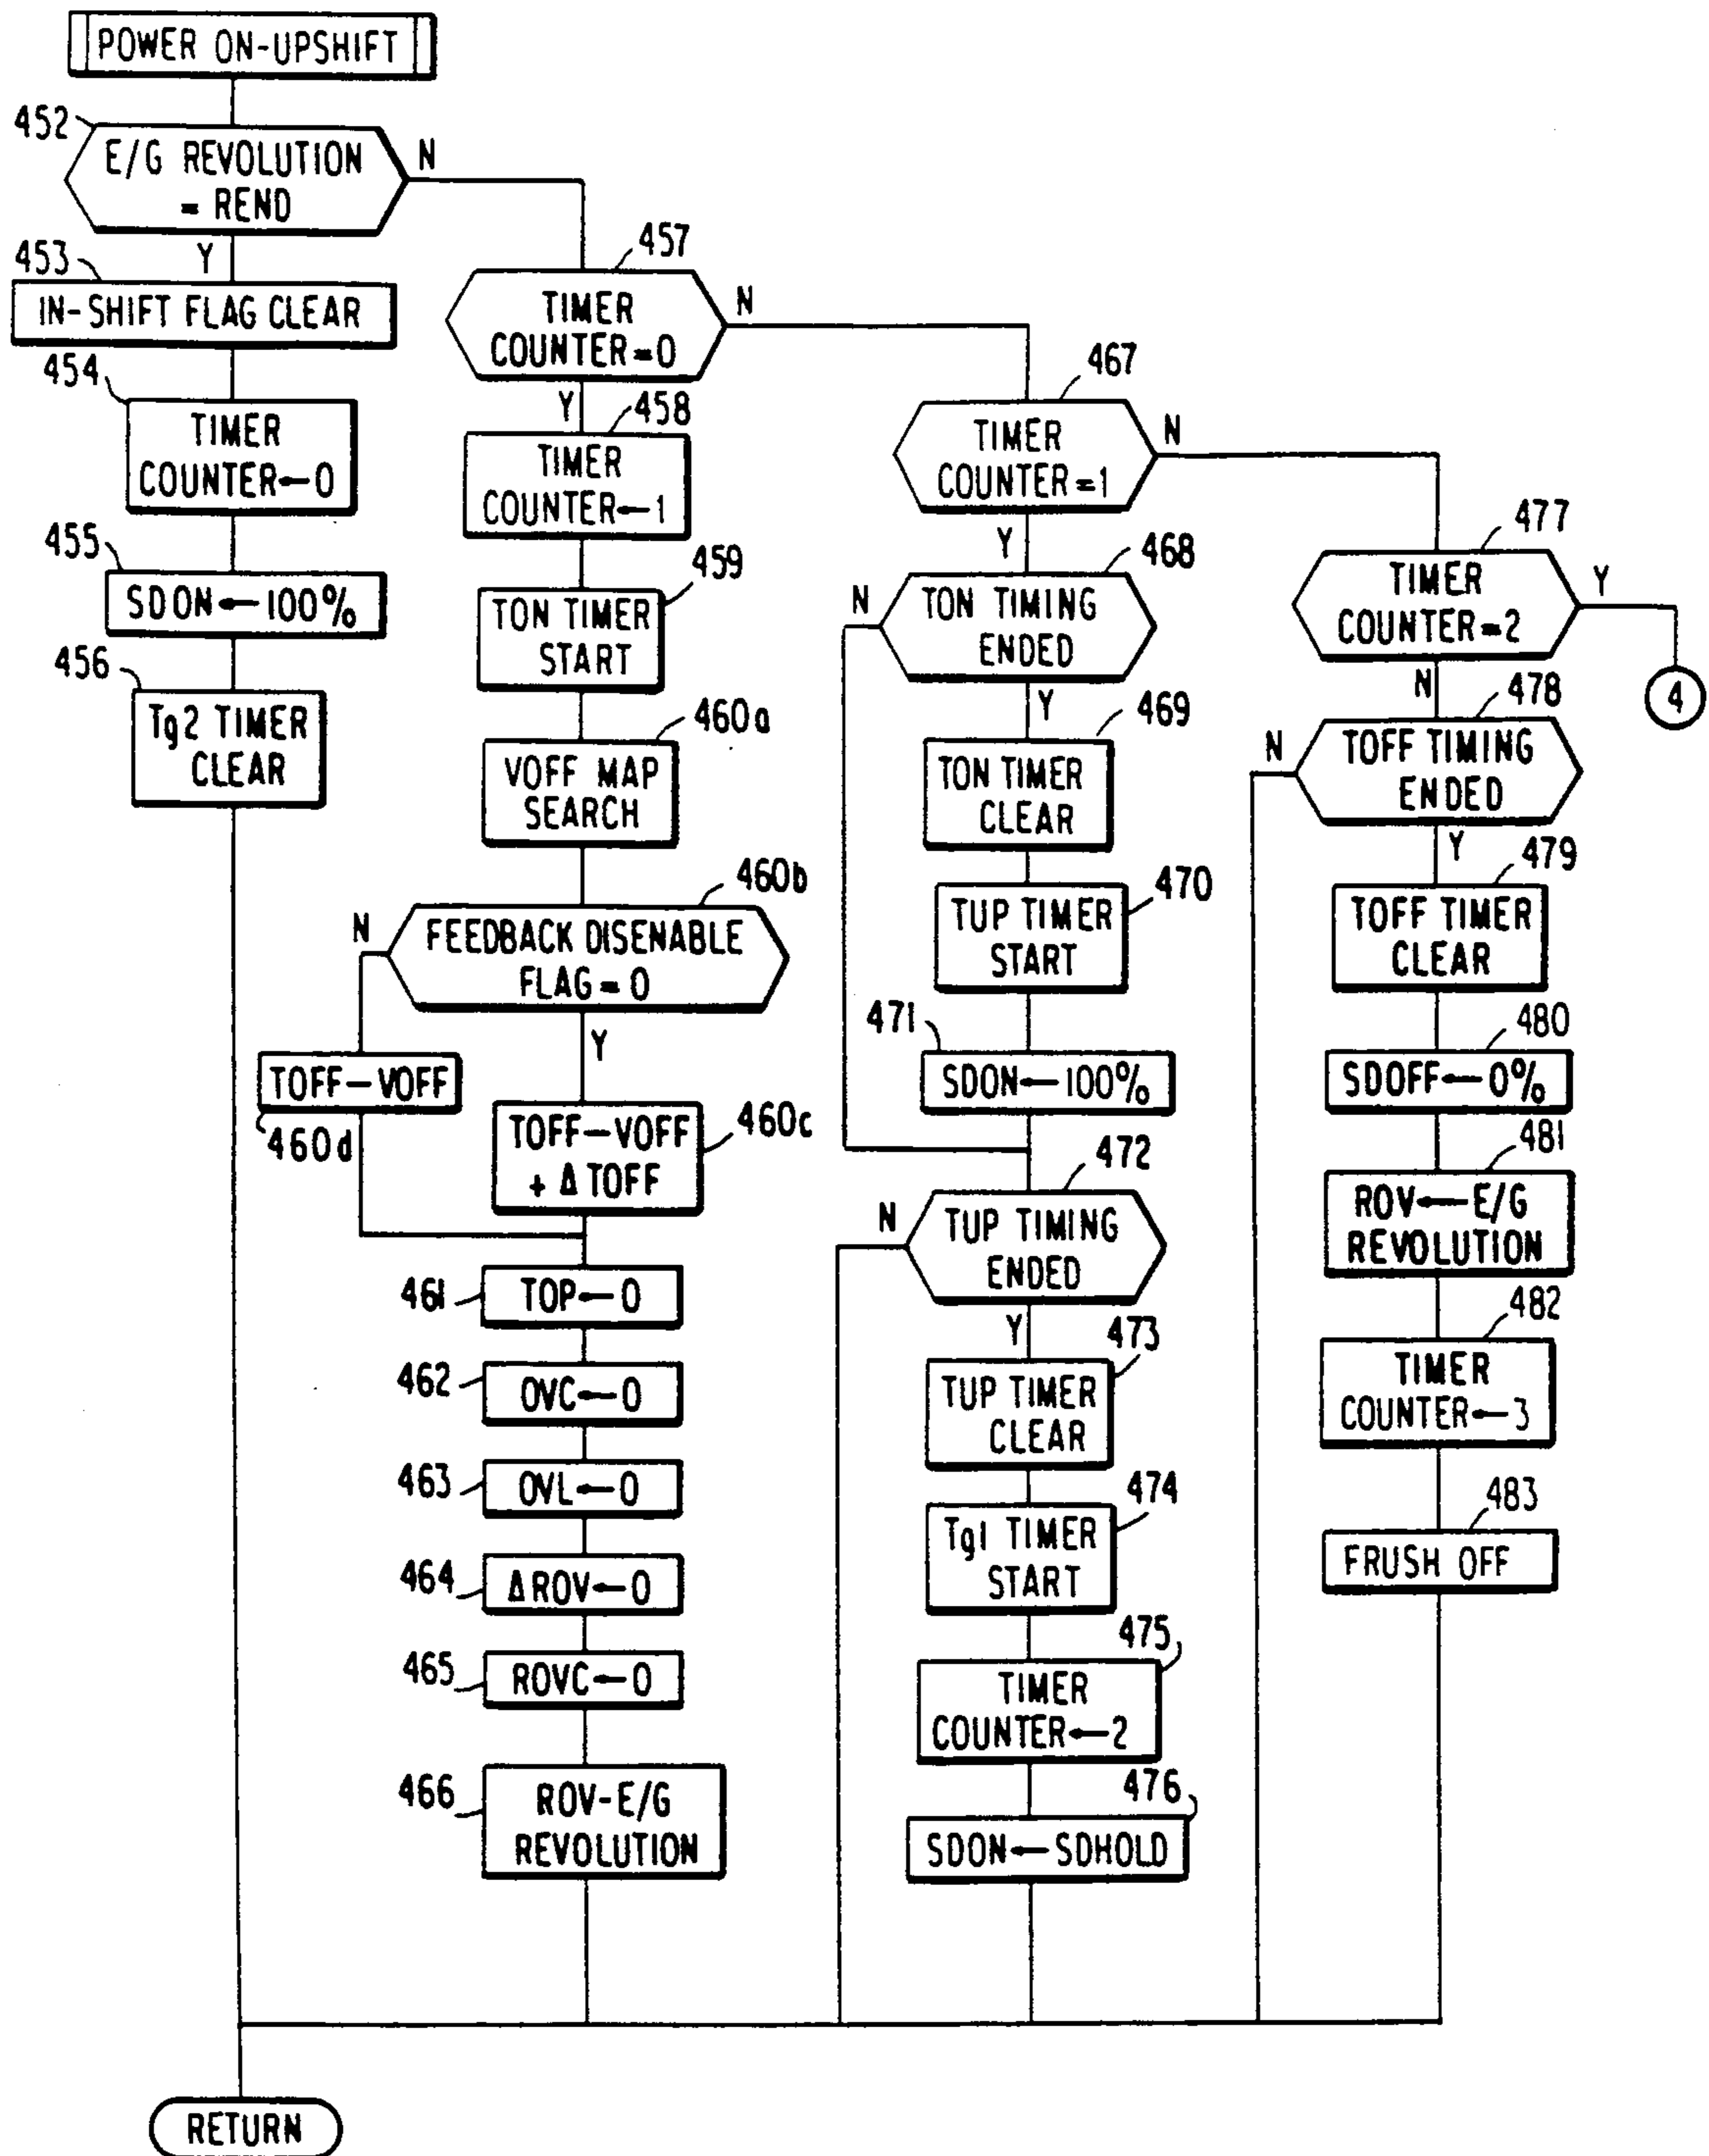 POWER ON-UPSHIFT
452
E/G REVOLUTION
= REND
N
Y
453
IN-SHIFT FLAG CLEAR
454
TIMER
COUNTER←0
455
SDON←100%
456
Tg2 TIMER
CLEAR
457
TIMER
COUNTER=0
N
Y
458
TIMER
COUNTER←1
459
TON TIMER
START
460a
VOFF MAP
SEARCH
460b
FEEDBACK DISENABLE
FLAG=0
N
Y
TOFF—VOFF
460d
TOFF—VOFF
+ Δ TOFF
460c
461
TOP←0
462
OVC←0
463
OVL←0
464
ΔROV←0
465
ROVC←0
466
ROV-E/G
REVOLUTION
467
TIMER
COUNTER=1
N
Y
468
TON TIMING
ENDED
N
Y
469
TON TIMER
CLEAR
470
TUP TIMER
START
471
SDON←100%
472
TUP TIMING
ENDED
N
Y
473
TUP TIMER
CLEAR
474
Tg1 TIMER
START
475
TIMER
COUNTER←2
476
SDON←SDHOLD
477
TIMER
COUNTER=2
Y
4
N
478
TOFF TIMING
ENDED
N
Y
479
TOFF TIMER
CLEAR
480
SDOFF←0%
481
ROV←E/G
REVOLUTION
482
TIMER
COUNTER←3
483
FRUSH OFF
RETURN